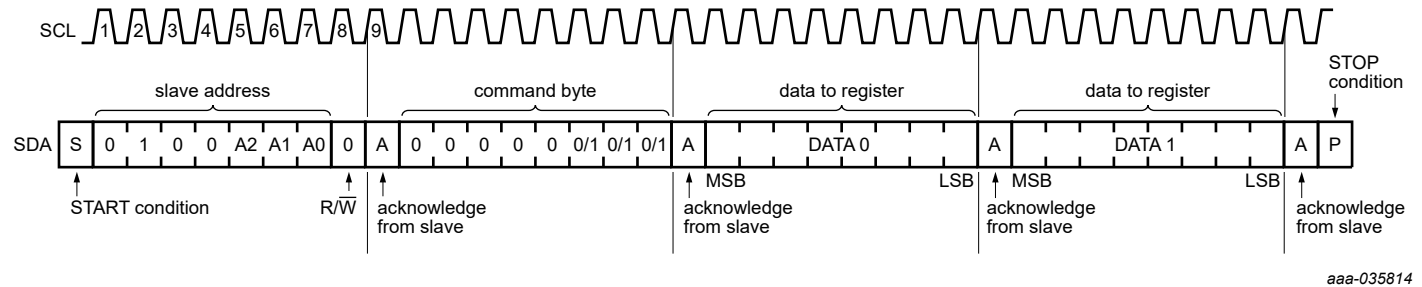 SCL 1 2 3 4 5 6 7 8 9
STOP
condition
slave address command byte data to register data to register
SDA S 0 1 0 0 A2 A1 A0 0 A 0 0 0 0 0 0/1 0/1 0/1 A DATA 0 A DATA 1 A P
MSB LSB MSB LSB
START condition R/W̅ acknowledge acknowledge acknowledge acknowledge
from slave from slave from slave from slave
aaa-035814